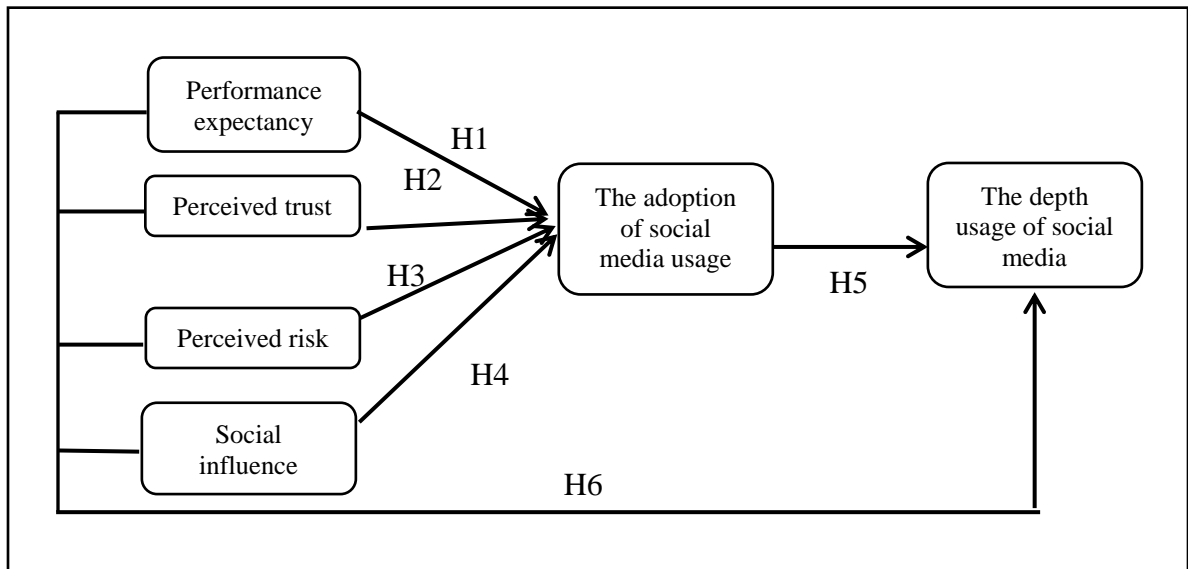 Performance
expectancy
H1
H2
Perceived trust
The adoption
of social
media usage
The depth
usage of social
media
H3
H5
Perceived risk
H4
Social
influence
H6